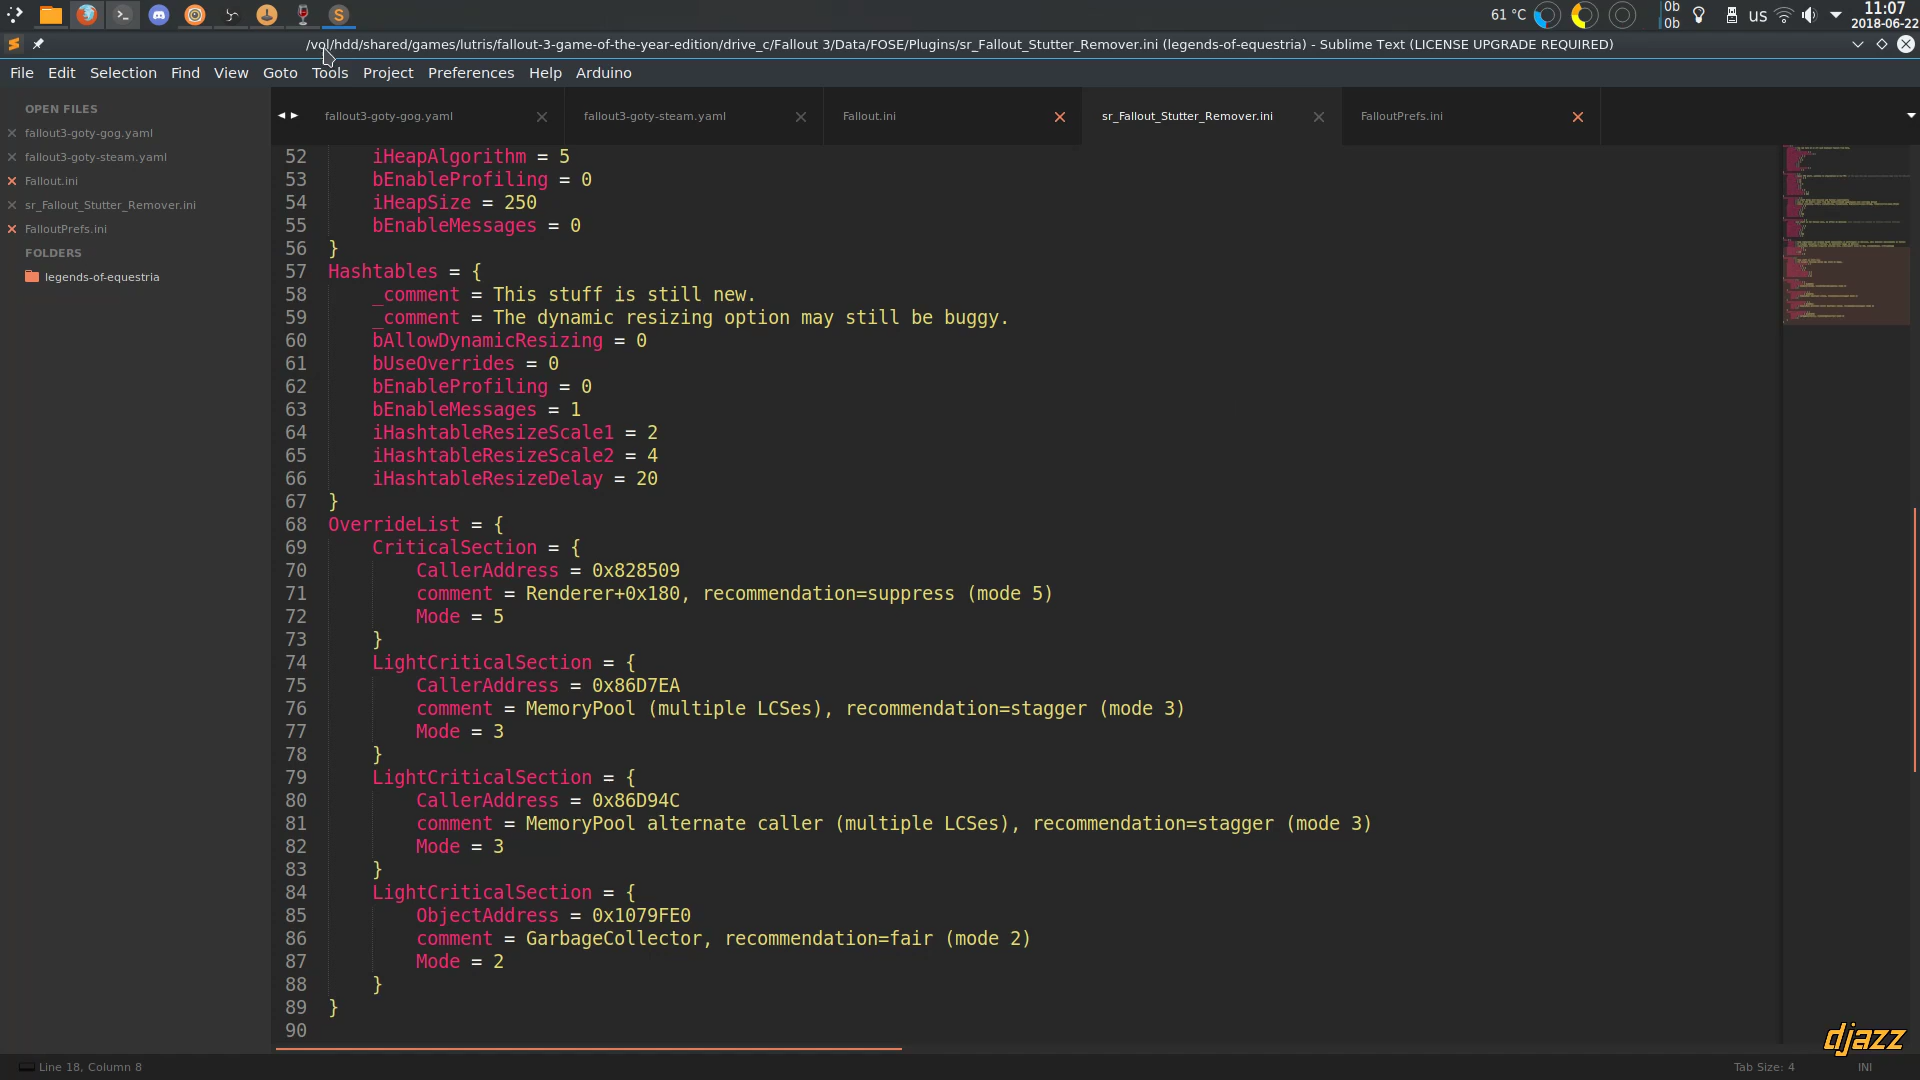 61 °C
0b
0b
us
11:07
2018-06-22
/vol/hdd/shared/games/lutris/fallout-3-game-of-the-year-edition/drive_c/Fallout 3/Data/FOSE/Plugins/sr_Fallout_Stutter_Remover.ini (legends-of-equestria) - Sublime Text (LICENSE UPGRADE REQUIRED)
File Edit Selection Find View Goto Tools Project Preferences Help Arduino
OPEN FILES
fallout3-goty-gog.yaml
fallout3-goty-steam.yaml
Fallout.ini
sr_Fallout_Stutter_Remover.ini
FalloutPrefs.ini
FOLDERS
legends-of-equestria
fallout3-goty-gog.yaml fallout3-goty-steam.yaml Fallout.ini sr_Fallout_Stutter_Remover.ini FalloutPrefs.ini
52 iHeapAlgorithm = 5
53 bEnableProfiling = 0
54 iHeapSize = 250
55 bEnableMessages = 0
56 }
57 Hashtables = {
58 _comment = This stuff is still new.
59 _comment = The dynamic resizing option may still be buggy.
60 bAllowDynamicResizing = 0
61 bUseOverrides = 0
62 bEnableProfiling = 0
63 bEnableMessages = 1
64 iHashtableResizeScale1 = 2
65 iHashtableResizeScale2 = 4
66 iHashtableResizeDelay = 20
67 }
68 OverrideList = {
69 CriticalSection = {
70 CallerAddress = 0x828509
71 comment = Renderer+0x180, recommendation=suppress (mode 5)
72 Mode = 5
73 }
74 LightCriticalSection = {
75 CallerAddress = 0x86D7EA
76 comment = MemoryPool (multiple LCSes), recommendation=stagger (mode 3)
77 Mode = 3
78 }
79 LightCriticalSection = {
80 CallerAddress = 0x86D94C
81 comment = MemoryPool alternate caller (multiple LCSes), recommendation=stagger (mode 3)
82 Mode = 3
83 }
84 LightCriticalSection = {
85 ObjectAddress = 0x1079FE0
86 comment = GarbageCollector, recommendation=fair (mode 2)
87 Mode = 2
88 }
89 }
90
djazz
Line 18, Column 8
Tab Size: 4
INI